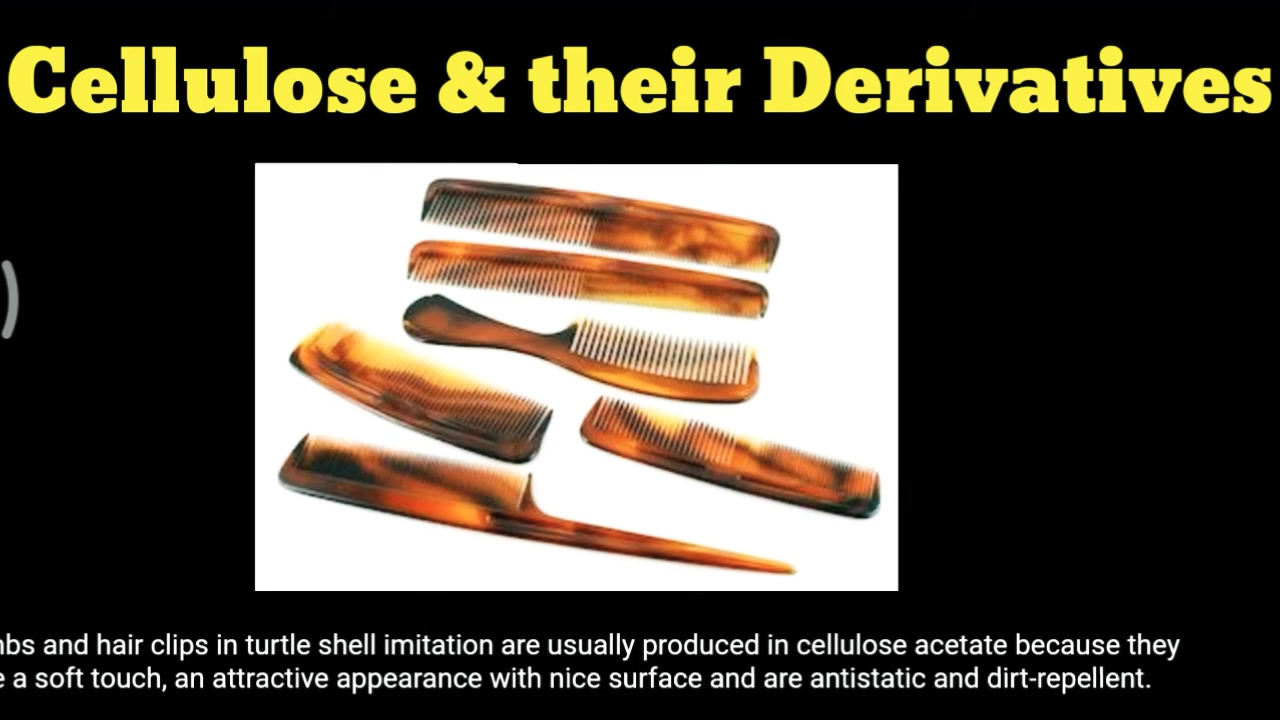 Cellulose & their Derivatives
and hair clips in turtle shell imitation are usually produced in cellulose acetate because they
a soft touch, an attractive appearance with nice surface and are antistatic and dirt-repellent.